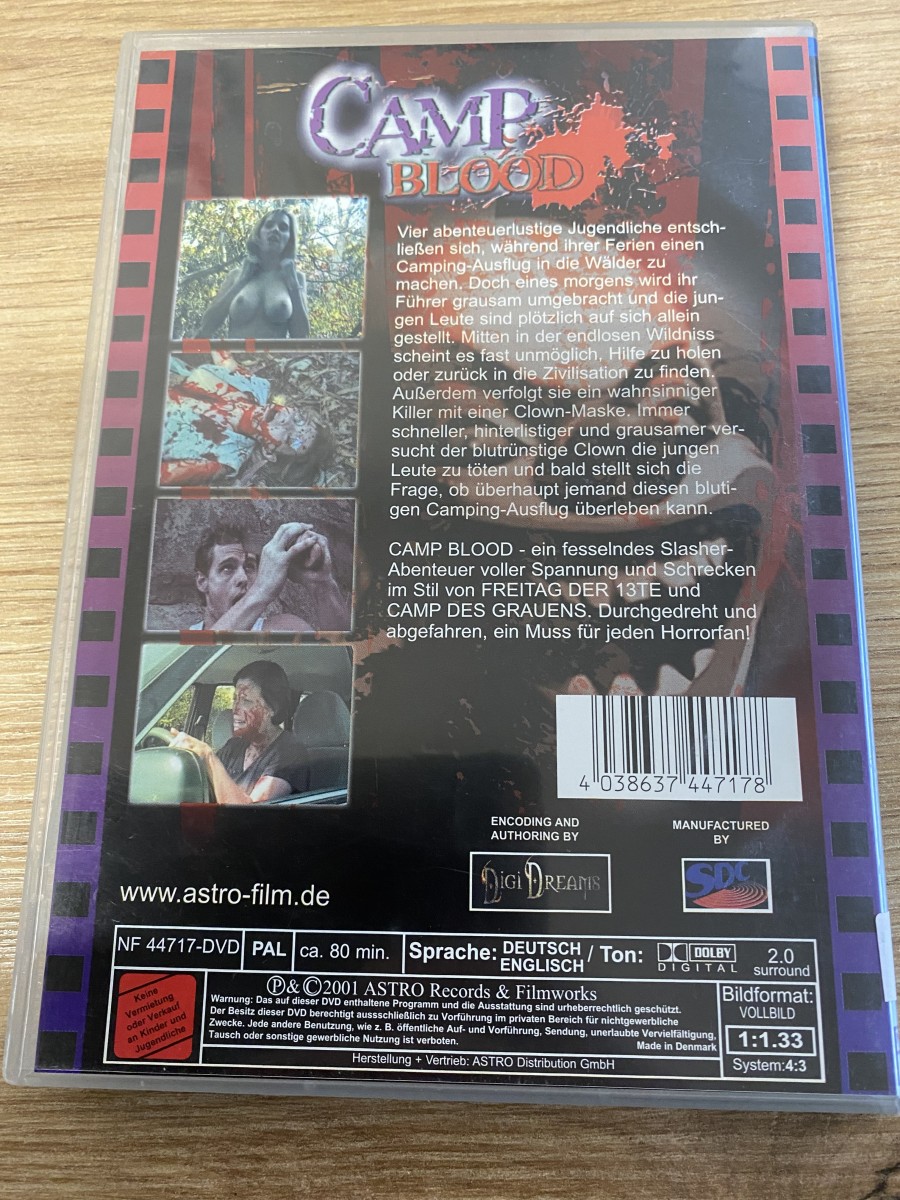 CAMP
BLOOD
Vier abenteuerlustige Jugendliche entsch-
ließen sich, während ihrer Ferien einen
Camping-Ausflug in die Wälder zu
machen. Doch eines morgens wird ihr
Führer grausam umgebracht und die jun-
gen Leute sind plötzlich auf sich allein
gestellt. Mitten in der endlosen Wildniss
scheint es fast unmöglich, Hilfe zu holen
oder zurück in die Zivilisation zu finden.
Außerdem verfolgt sie ein wahnsinniger
Killer mit einer Clown-Maske. Immer
schneller, hinterlistiger und grausamer ver-
sucht der blutrünstige Clown die jungen
Leute zu töten und bald stellt sich die
Frage, ob überhaupt jemand diesen bluti-
gen Camping-Ausflug überleben kann.
CAMP BLOOD - ein fesselndes Slasher-
Abenteuer voller Spannung und Schrecken
im Stil von FREITAG DER 13TE und
CAMP DES GRAUENS. Durchgedreht und
abgefahren, ein Muss für jeden Horrorfan!
4 038637 447178
ENCODING AND
AUTHORING BY
DIGI DREAMS
MANUFACTURED
BY
SDC
www.astro-film.de
NF 44717-DVD PAL ca. 80 min.
Sprache: DEUTSCH
ENGLISCH
/ Ton:
DOLBY
DIGITAL
2.0
surround
Keine
Vermietung
oder Verkauf
an Kinder und
Jugendliche
Ⓟ&©2001 ASTRO Records & Filmworks
Warnung: Das auf dieser DVD enthaltene Programm und die Ausstattung sind urheberrechtlich geschützt.
Der Besitz dieser DVD berechtigt aussschließlich zu Vorführung im privaten Bereich für nichtgewerbliche
Zwecke. Jede andere Benutzung, wie z. B. öffentliche Auf- und Vorführung, Sendung, unerlaubte Vervielfältigung,
Tausch oder sonstige gewerbliche Nutzung ist verboten.
Made in Denmark
Herstellung + Vertrieb: ASTRO Distribution GmbH
Bildformat:
VOLLBILD
1:1.33
System:4:3